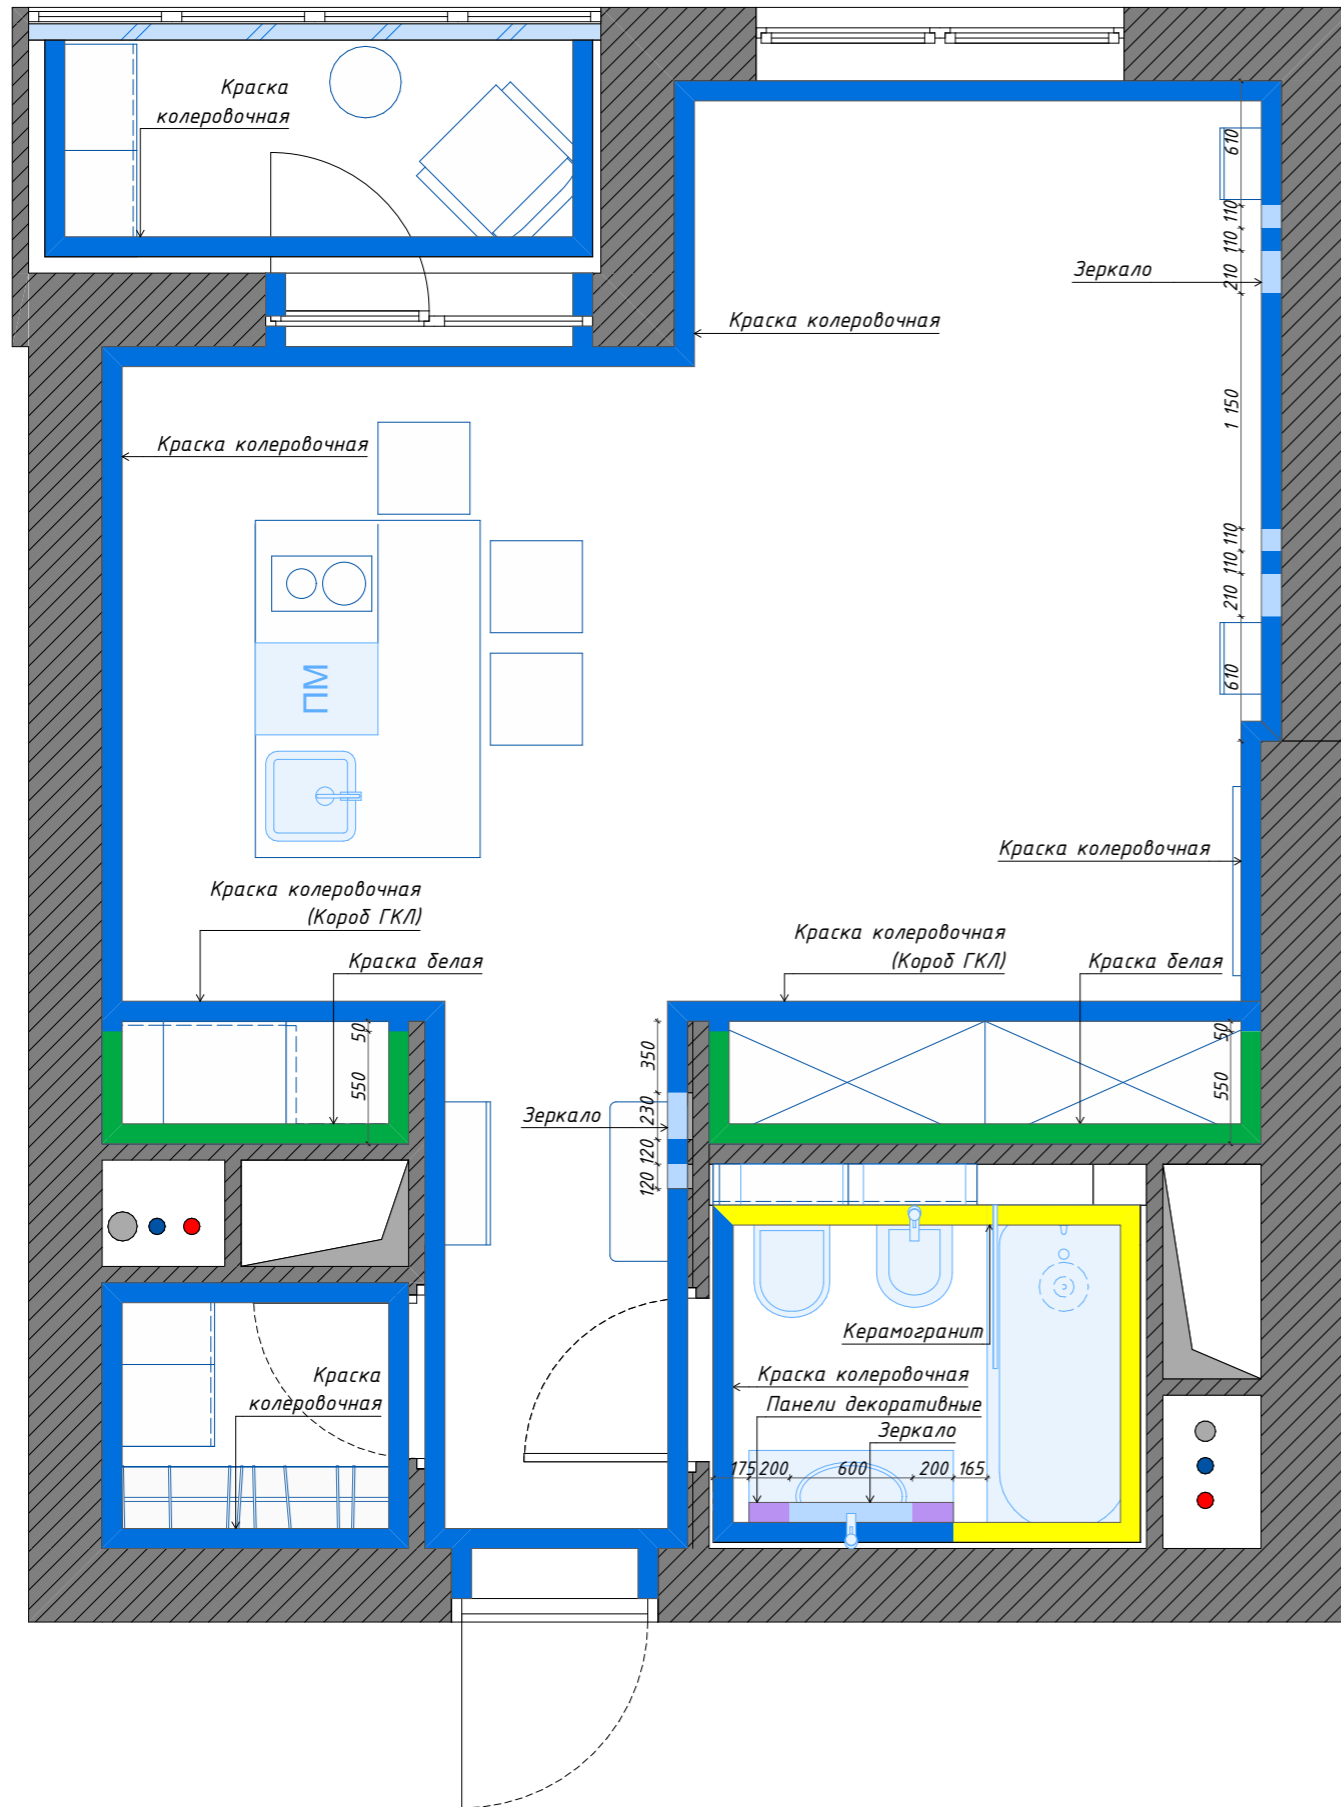 Краска
колеровочная
610
110
110
210
Зеркало
Краска колеровочная
1 150
Краска колеровочная
110
110
210
ПМ
610
Краска колеровочная
Краска колеровочная
(Короб ГКЛ)
Краска колеровочная
(Короб ГКЛ)
Краска белая
Краска белая
50
550
350
230
120
120
Зеркало
50
550
Керамогранит
Краска
колеровочная
Краска колеровочная
Панели декоративные
Зеркало
175 200 600 200 165